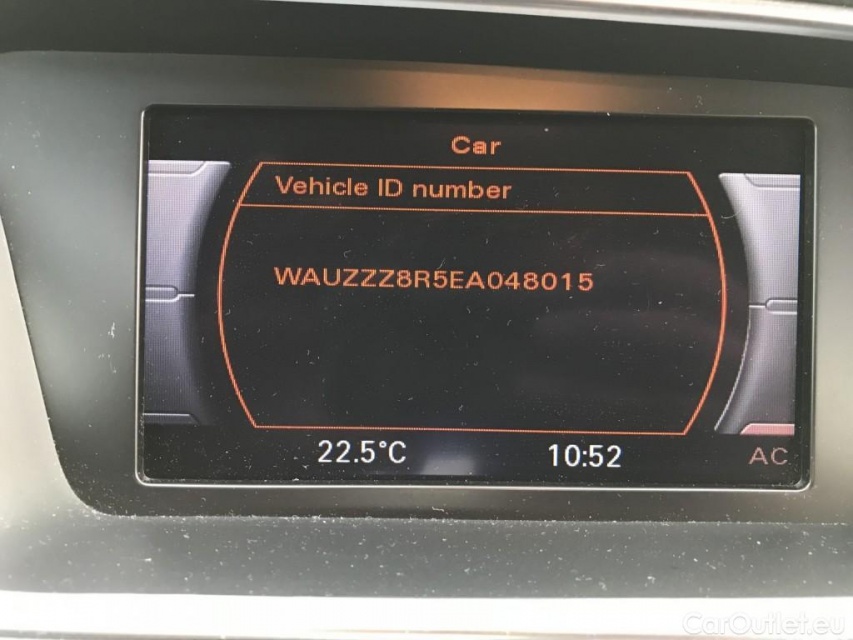 Car
Vehicle ID number
WAUZZZ8R5EA048015
22.5°C 10:52 AC
CarOutlet.eu